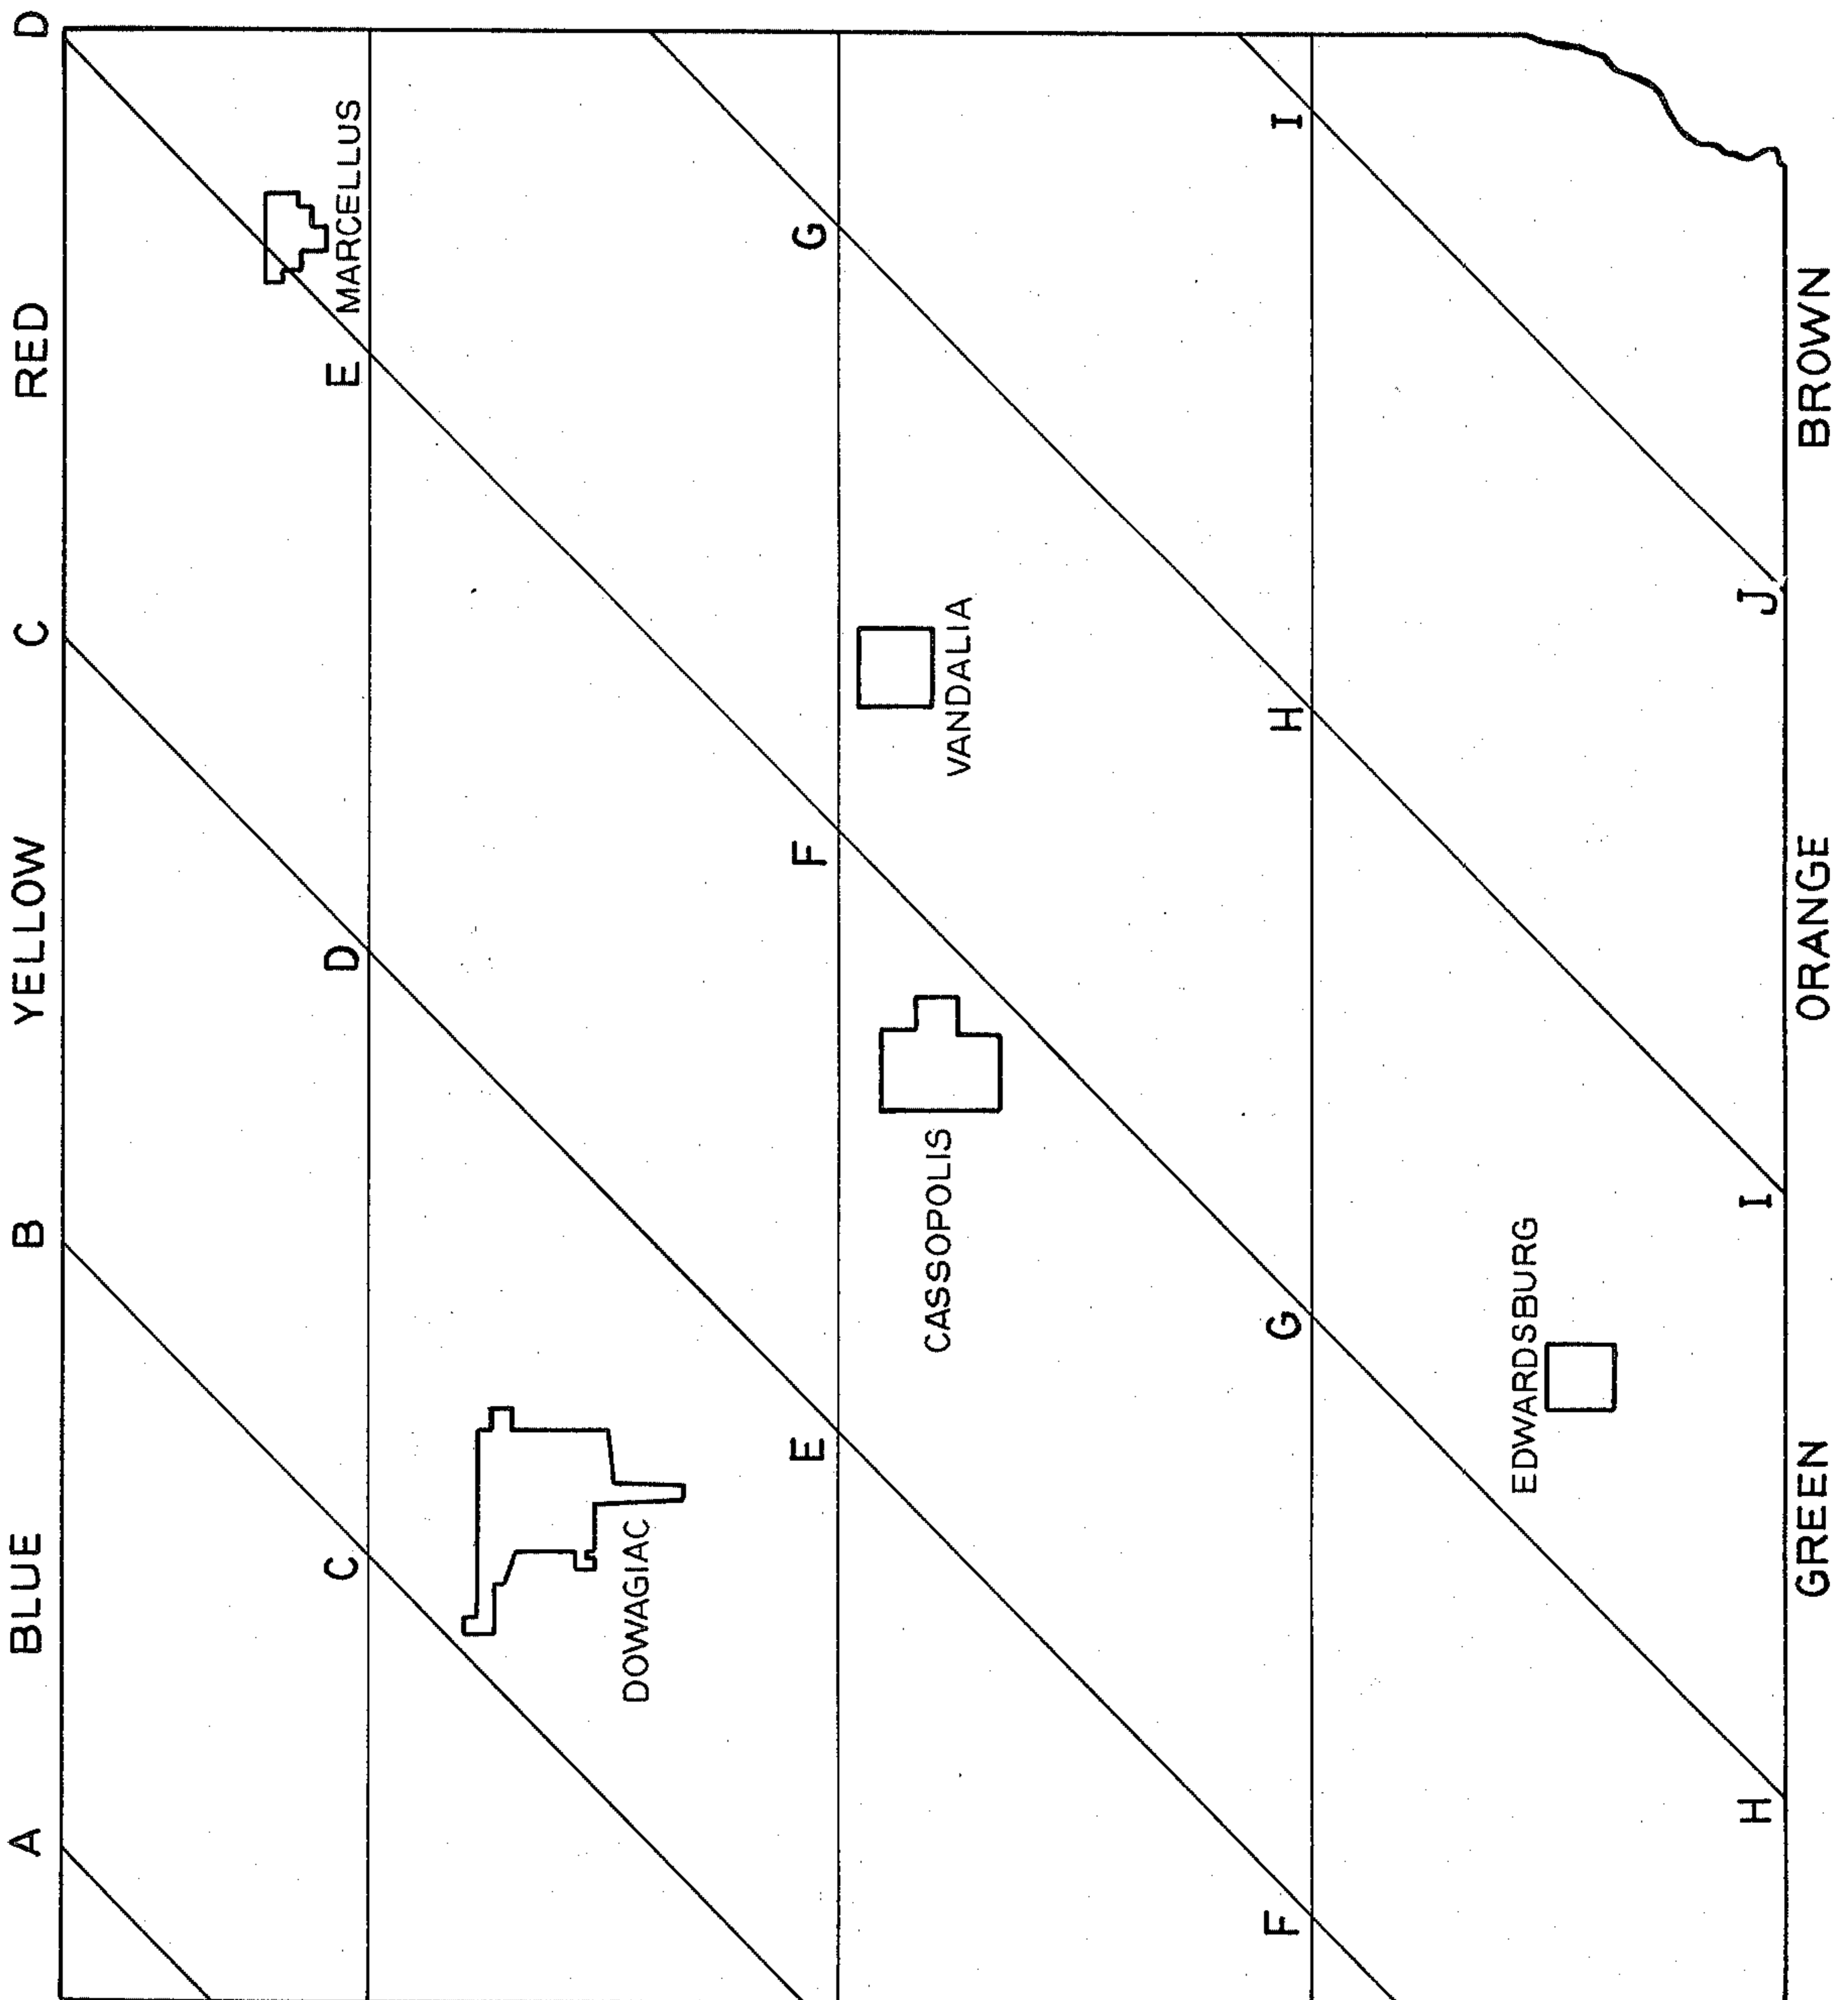 A BLUE B YELLOW C RED D
C D E MARCELLUS
DOWAGIAC
E F G
CASSOPOLIS VANDALIA
F G H I
EDWARDSBURG
H I J
GREEN ORANGE BROWN